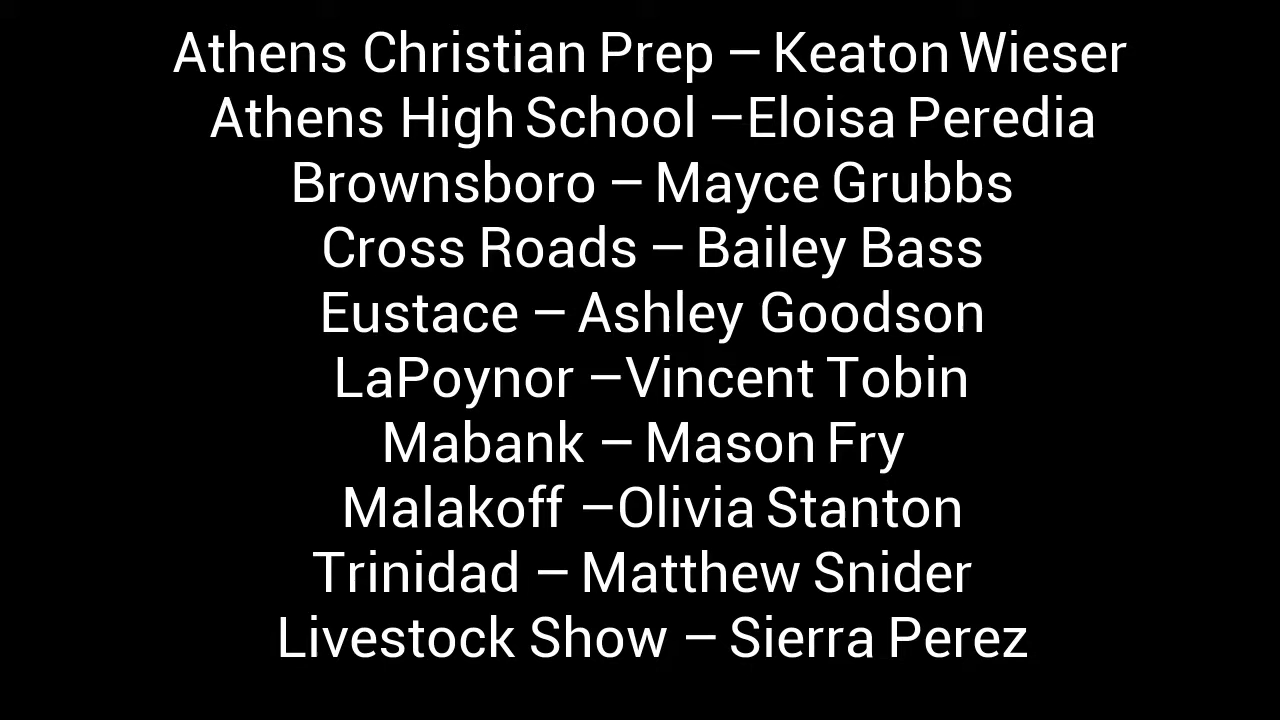 Athens Christian Prep – Keaton Wieser
Athens High School –Eloisa Peredia
Brownsboro – Mayce Grubbs
Cross Roads – Bailey Bass
Eustace – Ashley Goodson
LaPoynor –Vincent Tobin
Mabank – Mason Fry
Malakoff –Olivia Stanton
Trinidad – Matthew Snider
Livestock Show – Sierra Perez